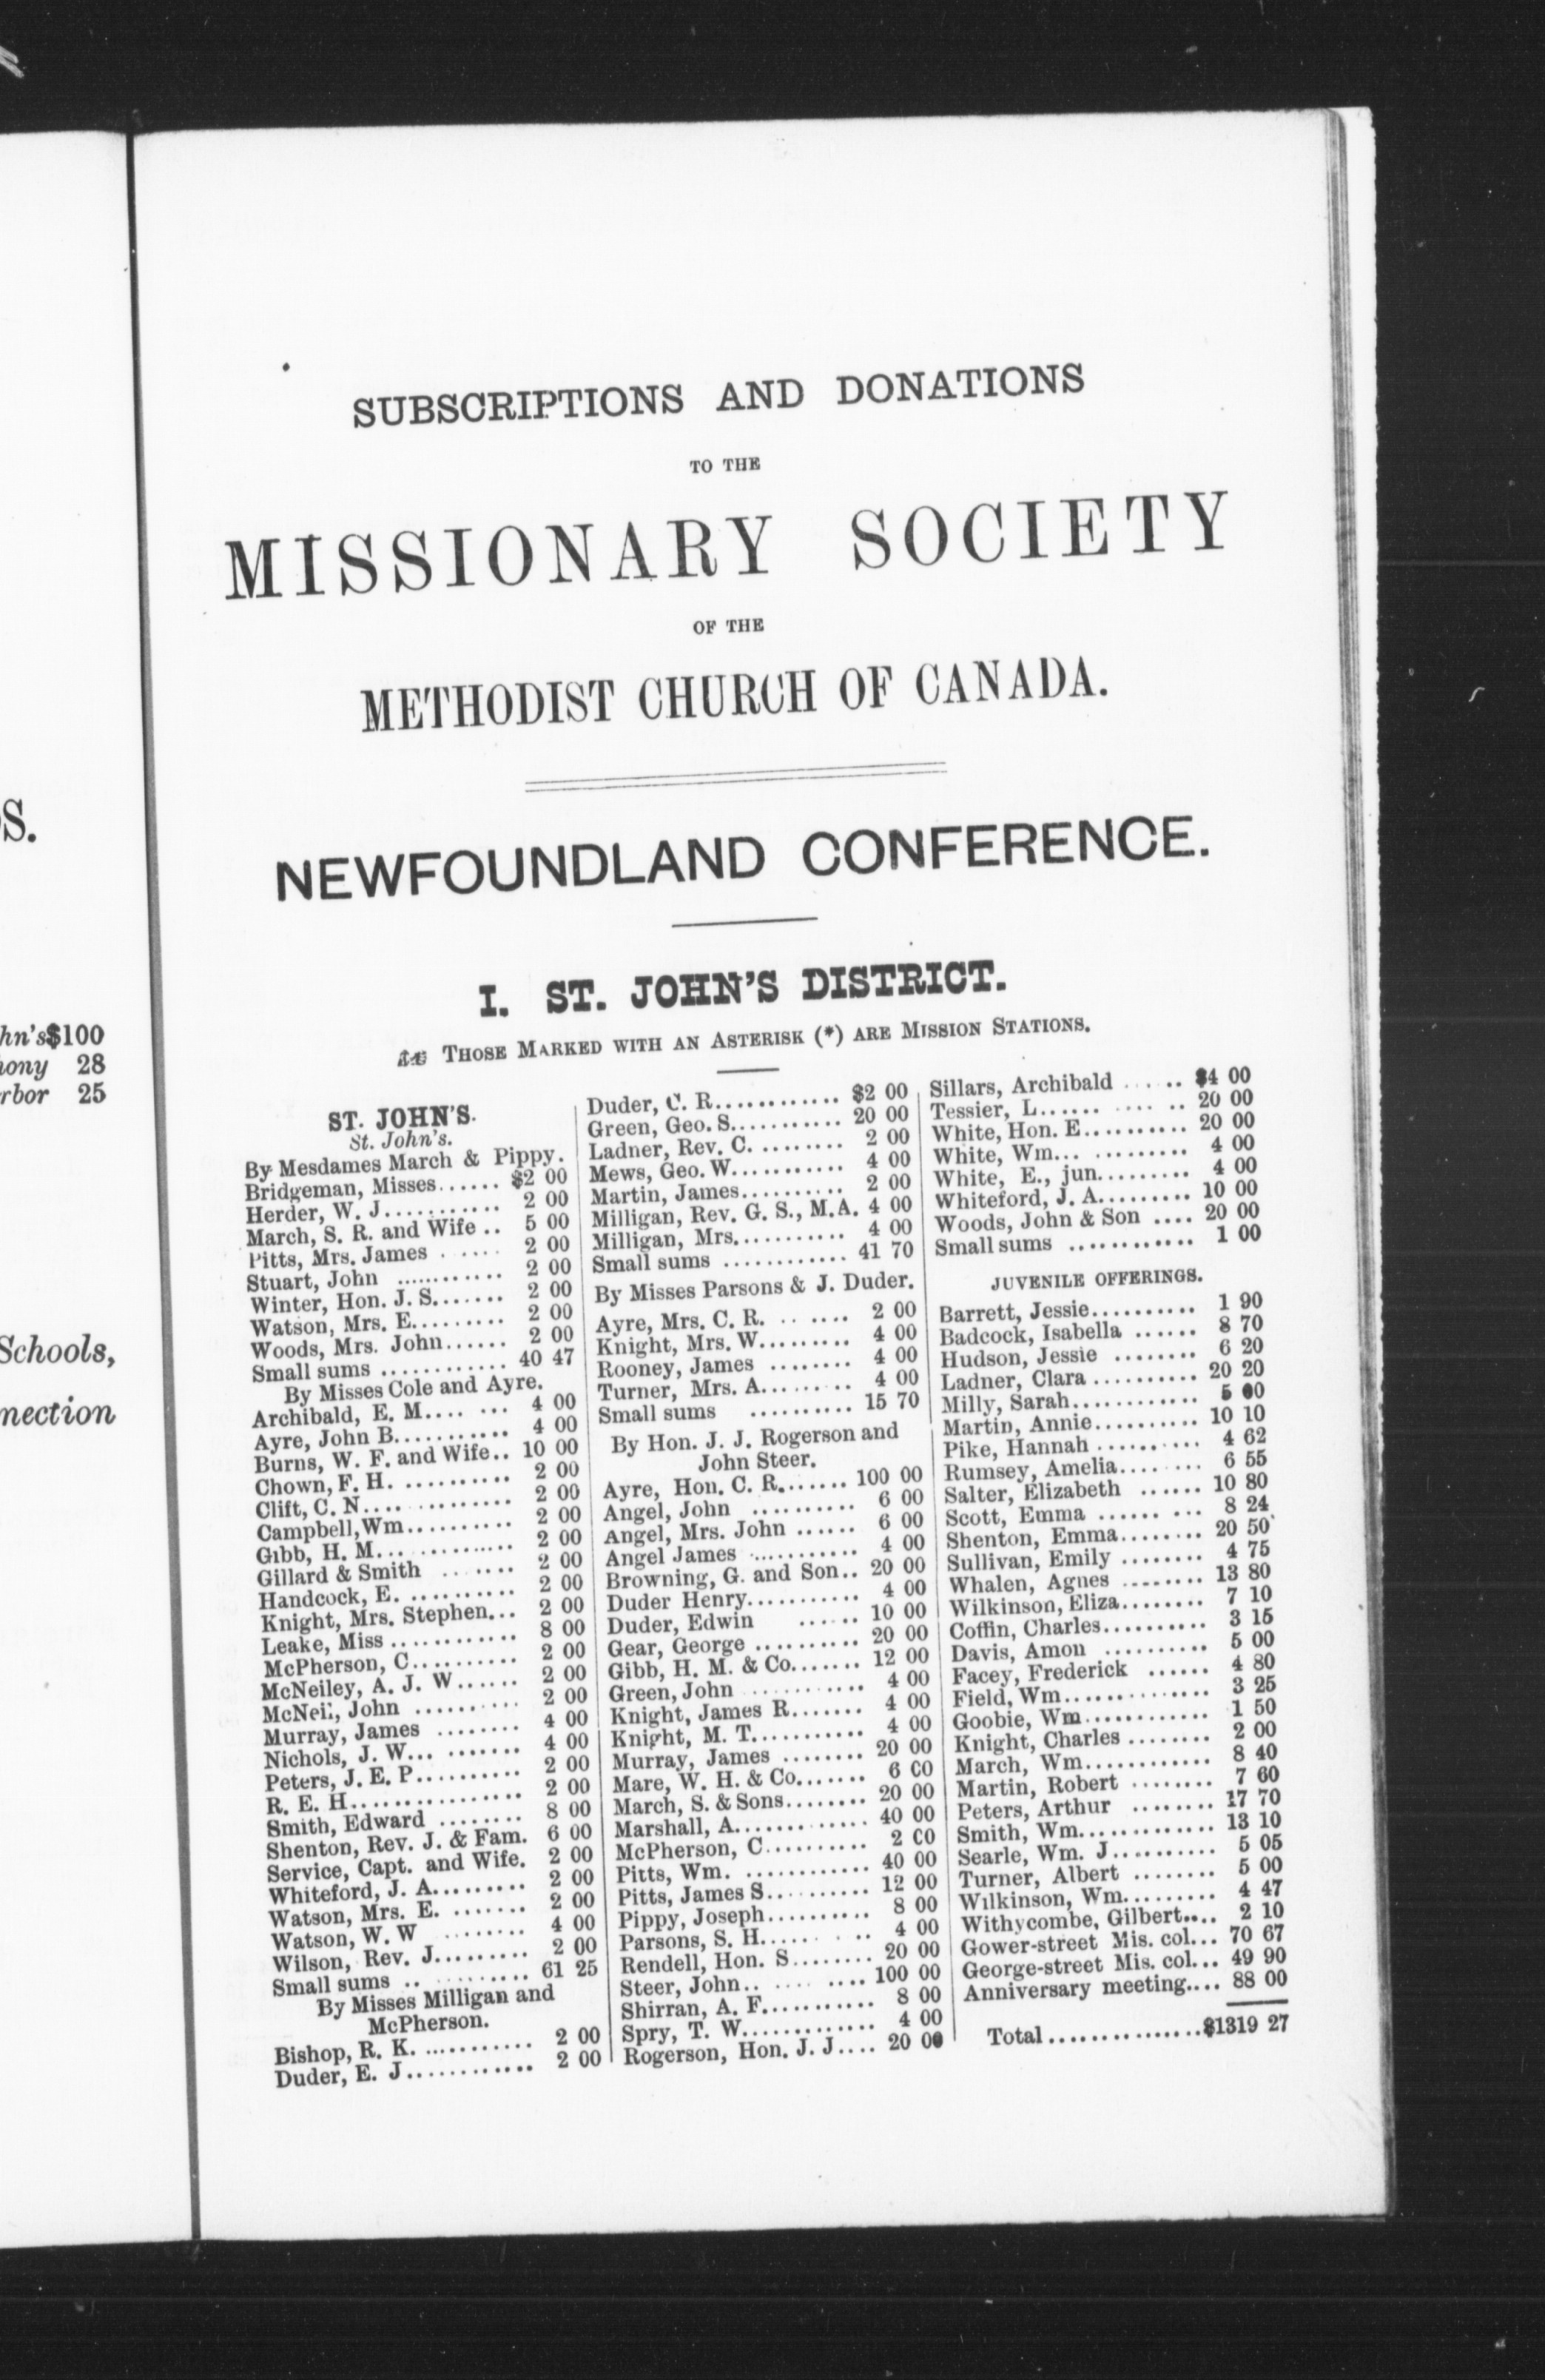 S.
hn's $100
ony 28
rbor 25
Schools,
nection
SUBSCRIPTIONS AND DONATIONS
TO THE
MISSIONARY SOCIETY
OF THE
METHODIST CHURCH OF CANADA.
NEWFOUNDLAND CONFERENCE.
I. ST. JOHN'S DISTRICT.
THOSE MARKED WITH AN ASTERISK (*) ARE MISSION STATIONS.
ST. JOHN'S.
St. John's.
By Mesdames March & Pippy.
Bridgeman, Misses...... $2 00
Herder, W. J........... 2 00
March, S. R. and Wife .. 5 00
Pitts, Mrs. James ...... 2 00
Stuart, John ............ 2 00
Winter, Hon. J. S....... 2 00
Watson, Mrs. E......... 2 00
Woods, Mrs. John...... 2 00
Small sums ............ 40 47
By Misses Cole and Ayre.
Archibald, E. M.... ... 4 00
Ayre, John B........... 4 00
Burns, W. F. and Wife.. 10 00
Chown, F. H. .......... 2 00
Clift, C. N.............. 2 00
Campbell, Wm.......... 2 00
Gibb, H. M............. 2 00
Gillard & Smith ....... 2 00
Handcock, E. .......... 2 00
Knight, Mrs. Stephen... 2 00
Leake, Miss ............ 8 00
McPherson, C.......... 2 00
McNeiley, A. J. W...... 2 00
McNeil, John .......... 2 00
Murray, James ........ 4 00
Nichols, J. W... ....... 4 00
Peters, J. E. P.......... 2 00
R. E. H................ 2 00
Smith, Edward ........ 8 00
Shenton, Rev. J. & Fam. 6 00
Service, Capt. and Wife. 2 00
Whiteford, J. A......... 2 00
Watson, Mrs. E. ....... 2 00
Watson, W. W ........ 4 00
Wilson, Rev. J......... 2 00
Small sums .. ......... 61 25
By Misses Milligan and
McPherson.
Bishop, R. K. ........... 2 00
Duder, E. J............ 2 00
Duder, C. R............ $2 00
Green, Geo. S........... 20 00
Ladner, Rev. C. ......... 2 00
Mews, Geo. W........... 4 00
Martin, James.......... 2 00
Milligan, Rev. G. S., M.A. 4 00
Milligan, Mrs........... 4 00
Small sums ............ 41 70
By Misses Parsons & J. Duder.
Ayre, Mrs. C. R. ....... 2 00
Knight, Mrs. W......... 4 00
Rooney, James ........ 4 00
Turner, Mrs. A......... 4 00
Small sums .......... 15 70
By Hon. J. J. Rogerson and
John Steer.
Ayre, Hon. C. R....... 100 00
Angel, John .......... 6 00
Angel, Mrs. John ...... 6 00
Angel James ........... 4 00
Browning, G. and Son.. 20 00
Duder Henry........... 4 00
Duder, Edwin ...... 10 00
Gear, George .......... 20 00
Gibb, H. M. & Co....... 12 00
Green, John ........... 4 00
Knight, James R....... 4 00
Knight, M. T........... 4 00
Murray, James ........ 20 00
Mare, W. H. & Co....... 6 00
March, S. & Sons........ 20 00
Marshall, A............. 40 00
McPherson, C.......... 2 00
Pitts, Wm. ............ 40 00
Pitts, James S.......... 12 00
Pippy, Joseph.......... 8 00
Parsons, S. H...... .. 4 00
Rendell, Hon. S........ 20 00
Steer, John.. .... .... 100 00
Shirran, A. F........... 8 00
Spry, T. W............. 4 00
Rogerson, Hon. J. J.... 20 00
Sillars, Archibald ...... $4 00
Tessier, L...... .... .. 20 00
White, Hon. E.......... 20 00
White, Wm... ......... 4 00
White, E., jun......... 4 00
Whiteford, J. A......... 10 00
Woods, John & Son .... 20 00
Small sums ............ 1 00
JUVENILE OFFERINGS.
Barrett, Jessie.......... 1 90
Badcock, Isabella ...... 8 70
Hudson, Jessie ........ 6 20
Ladner, Clara .......... 20 20
Milly, Sarah............ 5 00
Martin, Annie.......... 10 10
Pike, Hannah .......... 4 62
Rumsey, Amelia........ 6 55
Salter, Elizabeth ...... 10 80
Scott, Emma ...... ... 8 24
Shenton, Emma........ 20 50
Sullivan, Emily ........ 4 75
Whalen, Agnes ........ 13 80
Wilkinson, Eliza........ 7 10
Coffin, Charles.......... 3 15
Davis, Amon .......... 5 00
Facey, Frederick ...... 4 80
Field, Wm.............. 3 25
Goobie, Wm............ 1 50
Knight, Charles ........ 2 00
March, Wm............ 8 40
Martin, Robert ........ 7 60
Peters, Arthur ........ 17 70
Smith, Wm............. 13 10
Searle, Wm. J.......... 5 05
Turner, Albert ........ 5 00
Wilkinson, Wm......... 4 47
Withycombe, Gilbert.... 2 10
Gower-street Mis. col... 70 67
George-street Mis. col... 49 90
Anniversary meeting.... 88 00
Total...............$1319 27